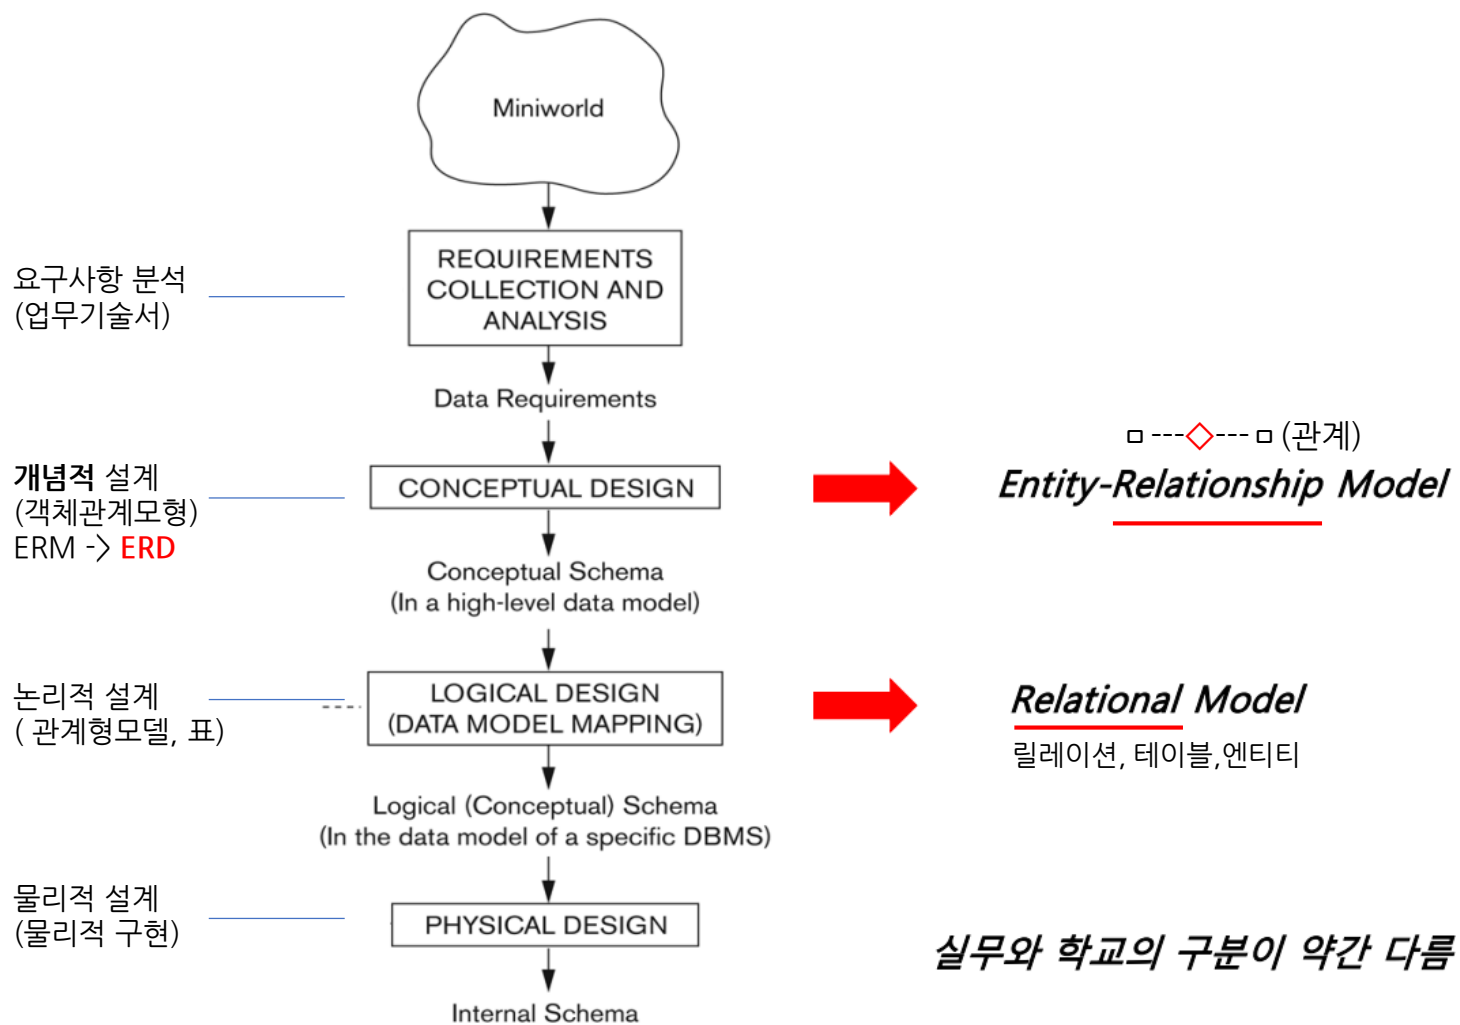 Miniworld
요구사항 분석
(업무기술서)
REQUIREMENTS
COLLECTION AND
ANALYSIS
Data Requirements
개념적 설계
(객체관계모형)
ERM -> ERD
CONCEPTUAL DESIGN
(관계)
Entity-Relationship Model
Conceptual Schema
(In a high-level data model)
논리적 설계
( 관계형모델, 표)
LOGICAL DESIGN
(DATA MODEL MAPPING)
Relational Model
릴레이션, 테이블,엔티티
Logical (Conceptual) Schema
(In the data model of a specific DBMS)
물리적 설계
(물리적 구현)
PHYSICAL DESIGN
실무와 학교의 구분이 약간 다름
Internal Schema